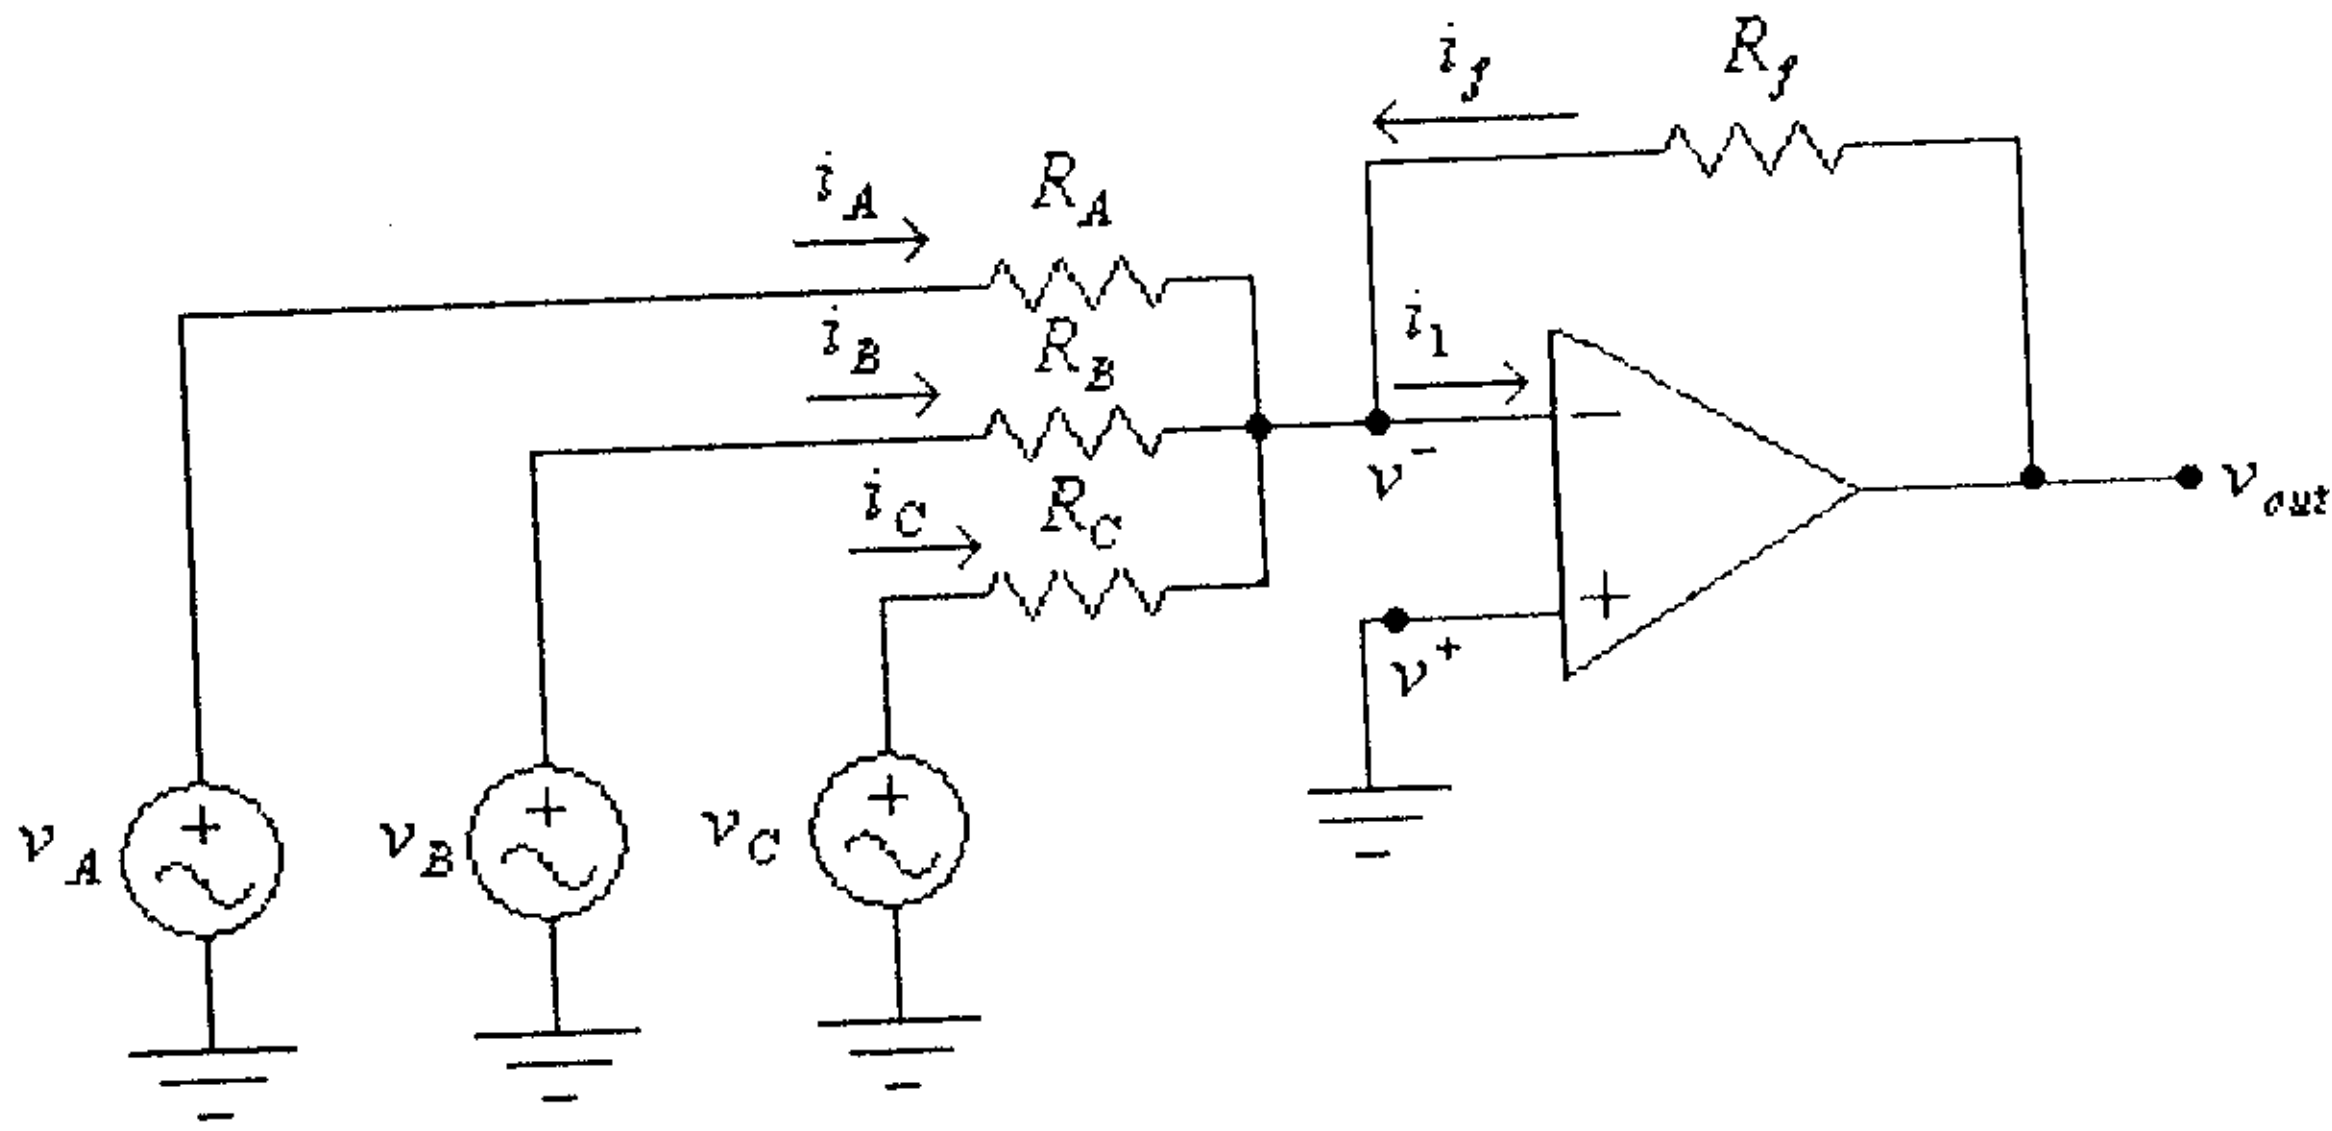 i_f R_f
i_A R_A
i_B R_B
i_1
i_C R_C
v^-
v_out
v^+
v_A v_B v_C